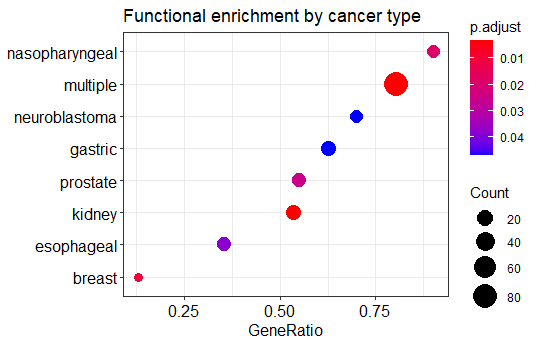 Functional enrichment by cancer type
nasopharyngeal
multiple
neuroblastoma
gastric
prostate
kidney
esophageal
breast
0.25 0.50 0.75
GeneRatio
p.adjust
0.01
0.02
0.03
0.04
Count
20
40
60
80